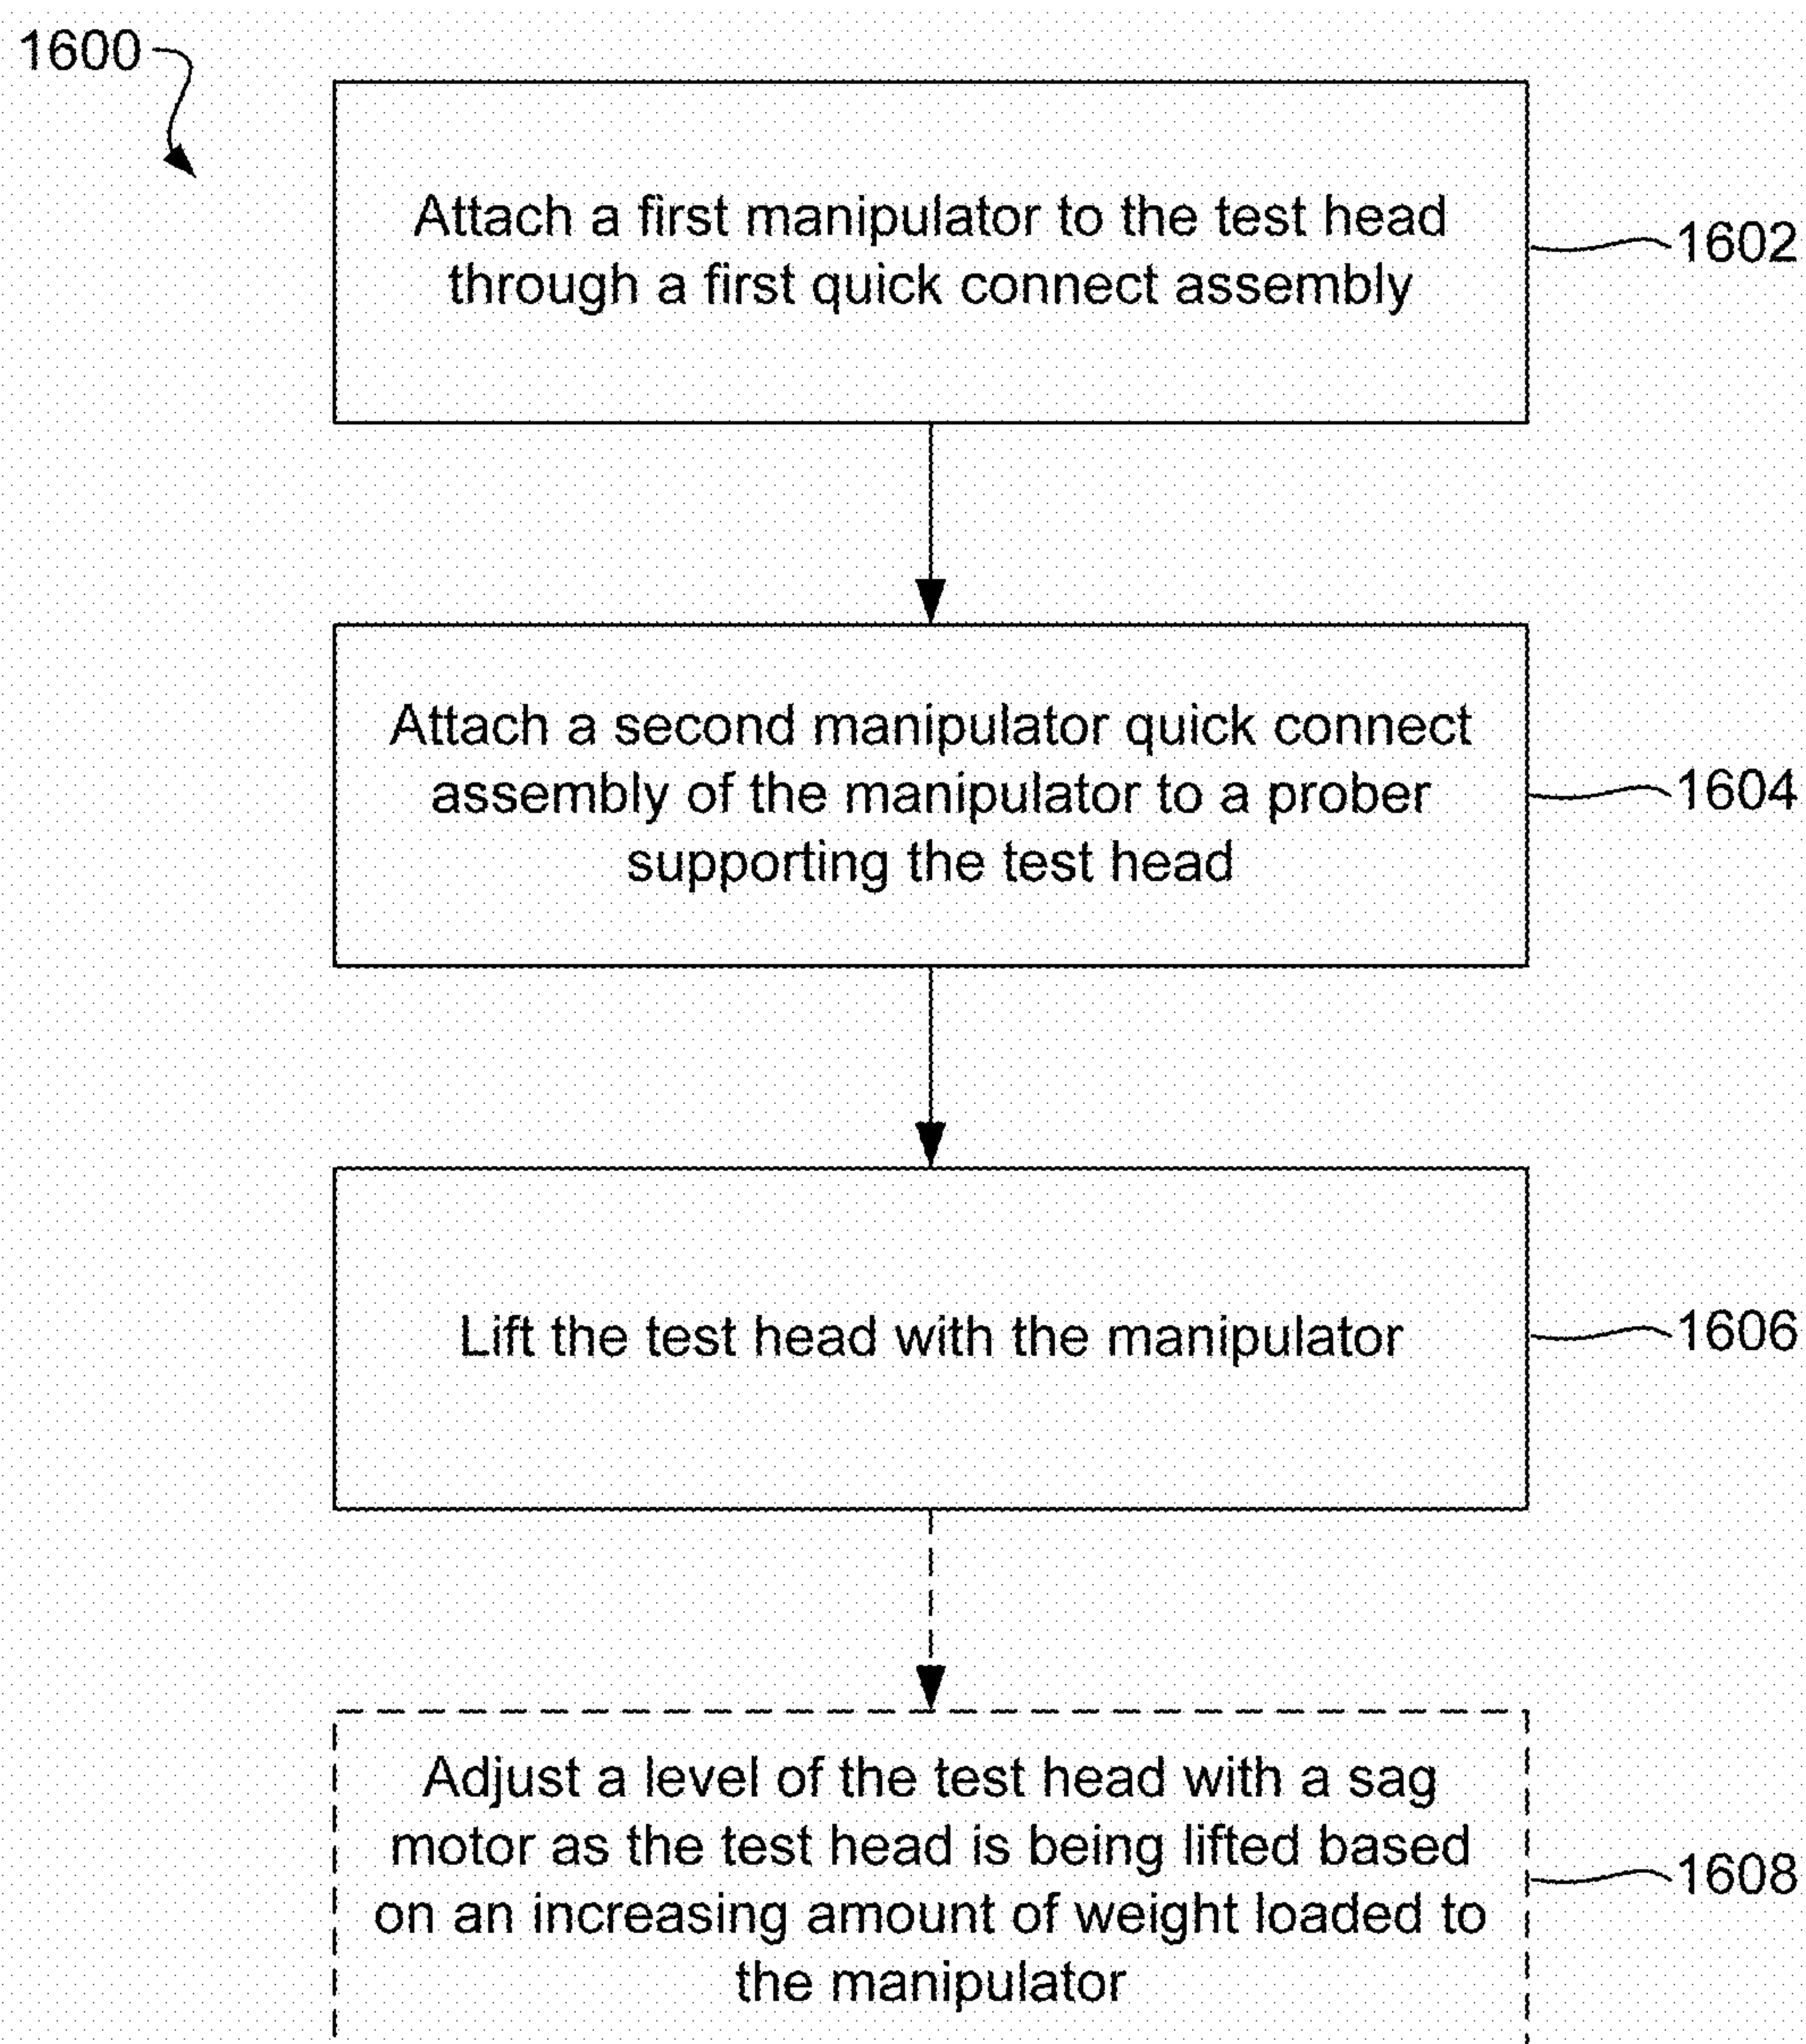 1600
Attach a first manipulator to the test head
through a first quick connect assembly
1602
Attach a second manipulator quick connect
assembly of the manipulator to a prober
supporting the test head
1604
Lift the test head with the manipulator
1606
Adjust a level of the test head with a sag
motor as the test head is being lifted based
on an increasing amount of weight loaded to
the manipulator
1608